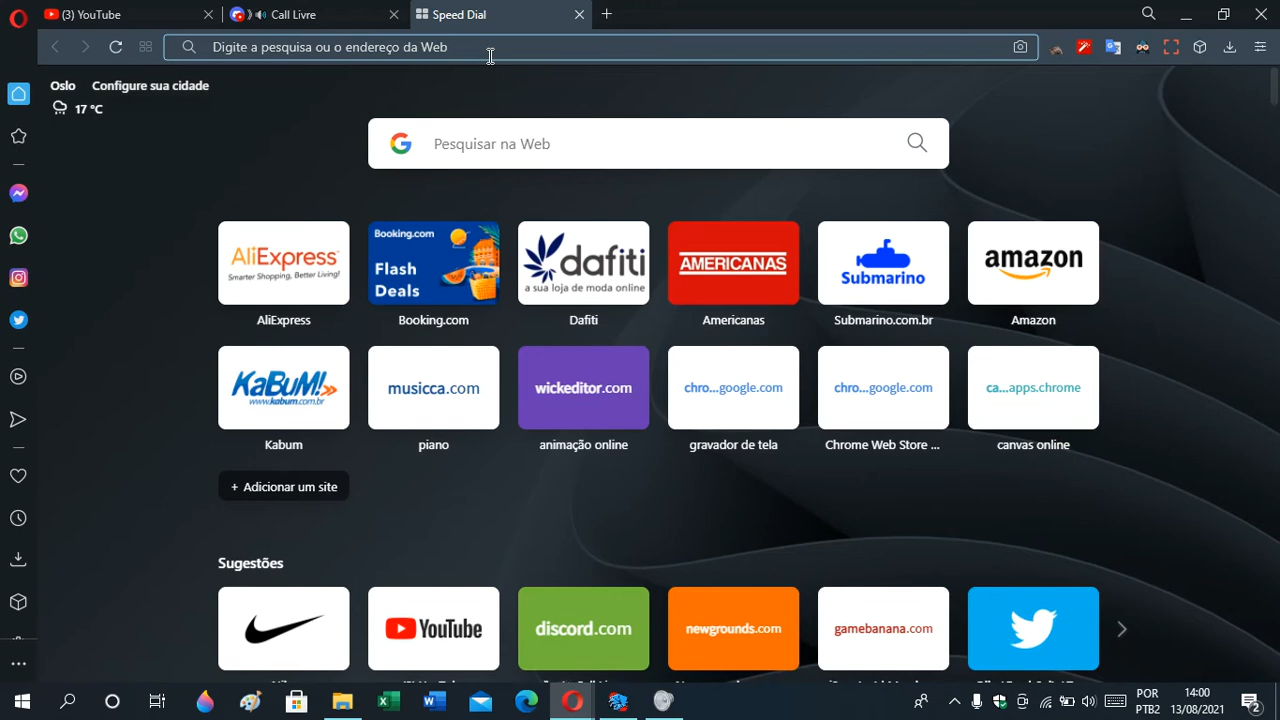 (3) YouTube
Call Livre
Speed Dial
Digite a pesquisa ou o endereço da Web
Oslo Configure sua cidade
17 °C
Pesquisar na Web
AliExpress
Smarter Shopping, Better Living!
Booking.com
Flash
Deals
dafiti
a sua loja de moda online
AMERICANAS
Submarino
amazon
AliExpress
Booking.com
Dafiti
Americanas
Submarino.com.br
Amazon
KaBuM!
www.kabum.com.br
musicca.com
wickeditor.com
chro...google.com
chro...google.com
ca...apps.chrome
Kabum
piano
animação online
gravador de tela
Chrome Web Store ...
canvas online
+ Adicionar um site
Sugestões
YouTube
discord.com
newgrounds.com
gamebanana.com
POR
PTB2
14:00
13/08/2021
2